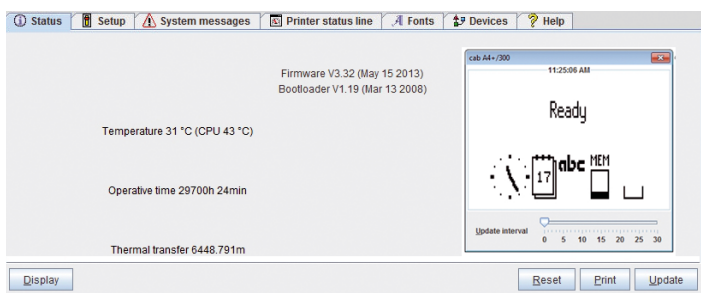 Status Setup System messages Printer status line Fonts Devices Help
cab A4+/300
11:25:06 AM
Firmware V3.32 (May 15 2013)
Bootloader V1.19 (Mar 13 2008)
Ready
Temperature 31 °C (CPU 43 °C)
17 abc MEM
Operative time 29700h 24min
Update interval
0 5 10 15 20 25 30
Thermal transfer 6448.791m
Display Reset Print Update